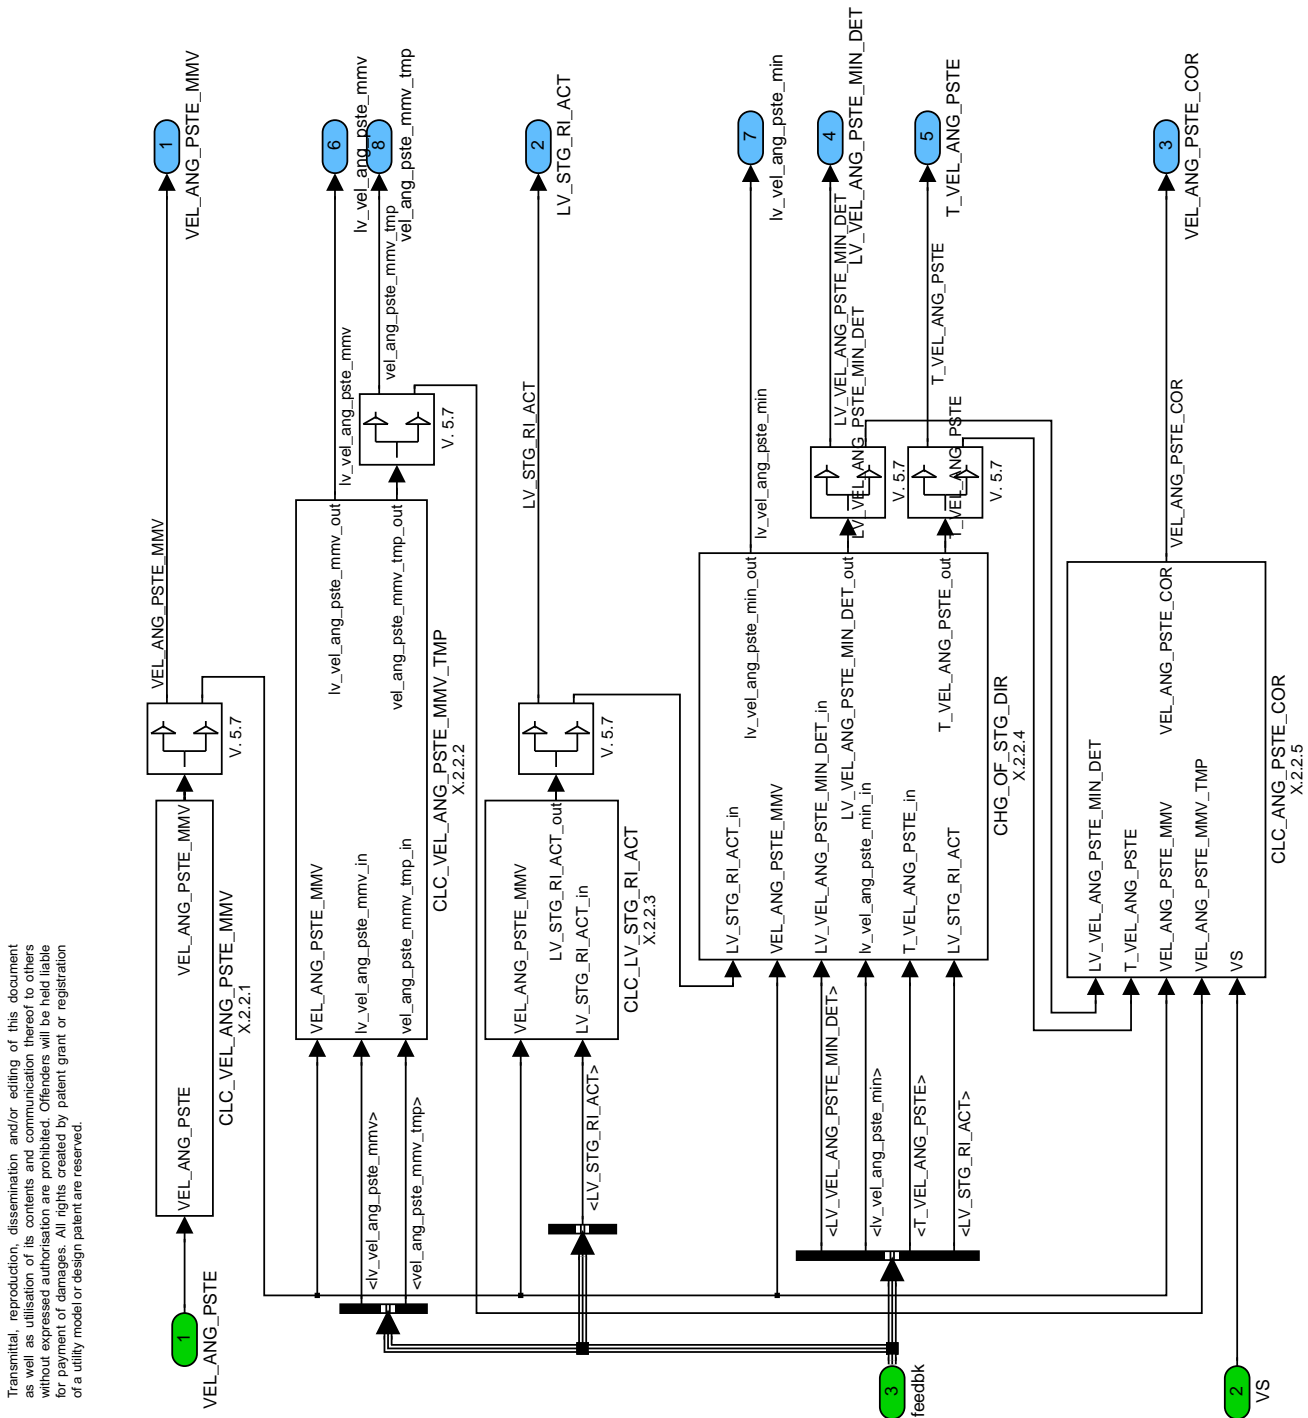 Transmittal, reproduction, dissemination and/or editing of this document
as well as utilisation of its contents and communication thereof to others
without expressed authorisation are prohibited. Offenders will be held liable
for payment of damages. All rights created by patent grant or registration
of a utility model or design patent are reserved.
1
VEL_ANG_PSTE
VEL_ANG_PSTE
VEL_ANG_PSTE_MMV
CLC_VEL_ANG_PSTE_MMV
X.2.2.1
V. 5.7
VEL_ANG_PSTE_MMV
1
VEL_ANG_PSTE_MMV
<lv_vel_ang_pste_mmv>
<vel_ang_pste_mmv_tmp>
VEL_ANG_PSTE_MMV
lv_vel_ang_pste_mmv_in
vel_ang_pste_mmv_tmp_in
lv_vel_ang_pste_mmv_out
vel_ang_pste_mmv_tmp_out
CLC_VEL_ANG_PSTE_MMV_TMP
X.2.2.2
V. 5.7
lv_vel_ang_pste_mmv
vel_ang_pste_mmv_tmp
6
lv_vel_ang_pste_mmv
8
vel_ang_pste_mmv_tmp
<LV_STG_RI_ACT>
VEL_ANG_PSTE_MMV
LV_STG_RI_ACT_out
LV_STG_RI_ACT_in
CLC_LV_STG_RI_ACT
X.2.2.3
V. 5.7
LV_STG_RI_ACT
2
LV_STG_RI_ACT
<LV_VEL_ANG_PSTE_MIN_DET>
<lv_vel_ang_pste_min>
<T_VEL_ANG_PSTE>
<LV_STG_RI_ACT>
LV_STG_RI_ACT_in
VEL_ANG_PSTE_MMV
LV_VEL_ANG_PSTE_MIN_DET_in
lv_vel_ang_pste_min_in
T_VEL_ANG_PSTE_in
LV_STG_RI_ACT
lv_vel_ang_pste_min_out
LV_VEL_ANG_PSTE_MIN_DET_out
T_VEL_ANG_PSTE_out
CHG_OF_STG_DIR
X.2.2.4
lv_vel_ang_pste_min
7
lv_vel_ang_pste_min
LV_VEL_ANG_PSTE_MIN_DET
V. 5.7
LV_VEL_ANG_PSTE_MIN_DET
4
LV_VEL_ANG_PSTE_MIN_DET
T_VEL_ANG_PSTE
V. 5.7
T_VEL_ANG_PSTE
5
T_VEL_ANG_PSTE
LV_VEL_ANG_PSTE_MIN_DET
T_VEL_ANG_PSTE
VEL_ANG_PSTE_MMV
VEL_ANG_PSTE_MMV_TMP
VS
VEL_ANG_PSTE_COR
CLC_ANG_PSTE_COR
X.2.2.5
VEL_ANG_PSTE_COR
3
VEL_ANG_PSTE_COR
3
feedbk
2
VS